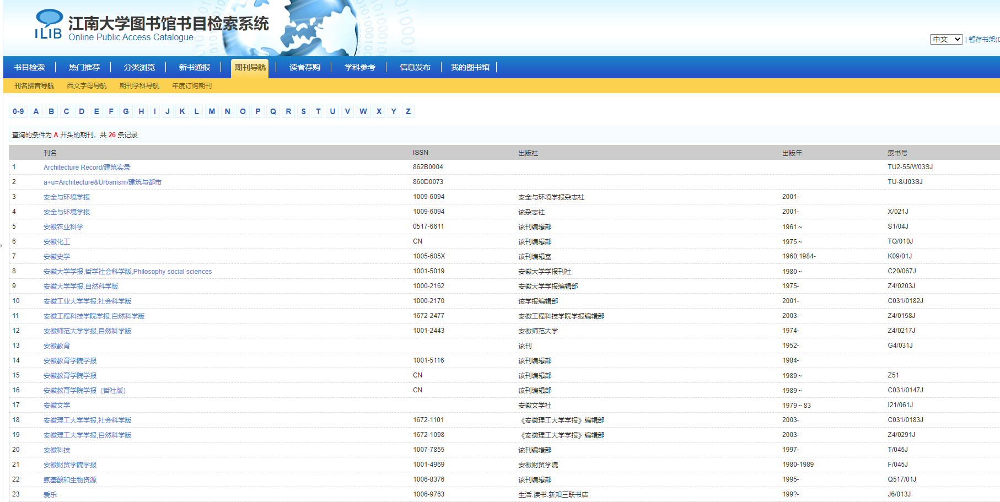 江南大学图书馆书目检索系统
ILIB
Online Public Access Catalogue
中文 | 暂存书架(0
书目检索 热门推荐 分类浏览 新书通报 期刊导航 读者荐购 学科参考 信息发布 我的图书馆
刊名拼音导航 西文字母导航 期刊学科导航 年度订购期刊
0-9 A B C D E F G H I J K L M N O P Q R S T U V W X Y Z
查询的条件为 A 开头的期刊，共 26 条记录
刊名 ISSN 出版社 出版年 索书号
1 Architecture Record/建筑实录 862B0004 TU2-55/W03SJ
2 a+u=Architecture&Urbanism/建筑与都市 860D0073 TU-8/J03SJ
3 安全与环境学报 1009-6094 安全与环境学报杂志社 2001-
4 安全与环境学报 1009-6094 该杂志社 2001- X/021J
5 安徽农业科学 0517-6611 该刊编辑部 1961～ S1/04J
6 安徽化工 CN 该刊编辑部 1975～ TQ/010J
7 安徽史学 1005-605X 该刊编辑室 1960;1984- K09/01J
8 安徽大学学报,哲学社会科学版,Philosophy social sciences 1001-5019 安徽大学学报刊社 1980～ C20/067J
9 安徽大学学报,自然科学版 1000-2162 安徽大学学报编辑部 1975- Z4/0203J
10 安徽工业大学学报:社会科学版 1000-2170 该学报编辑部 2001- C031/0182J
11 安徽工程科技学院学报.自然科学版 1672-2477 安徽工程科技学院学报编辑部 2003- Z4/0158J
12 安徽师范大学学报,自然科学版 1001-2443 安徽师范大学 1974- Z4/0217J
13 安徽教育 该刊 1952- G4/031J
14 安徽教育学院学报 1001-5116 该刊编辑部 1984-
15 安徽教育学院学报 CN 该刊编辑部 1989～ Z51
16 安徽教育学院学报（哲社版） CN 该刊编辑部 1989～ C031/0147J
17 安徽文学 安徽文学社 1979～83 I21/061J
18 安徽理工大学学报,社会科学版 1672-1101 《安徽理工大学学报》编辑部 2003- C031/0183J
19 安徽理工大学学报,自然科学版 1672-1098 《安徽理工大学学报》编辑部 2003- Z4/0291J
20 安徽科技 1007-7855 该刊编辑部 1997- T/045J
21 安徽财贸学院学报 1001-4969 安徽财贸学院 1980-1989 F/045J
22 氨基酸和生物资源 1006-8376 该刊编辑部 1995- Q517/01J
23 爱乐 1006-9763 生活.读书.新知三联书店 199?- J6/013J